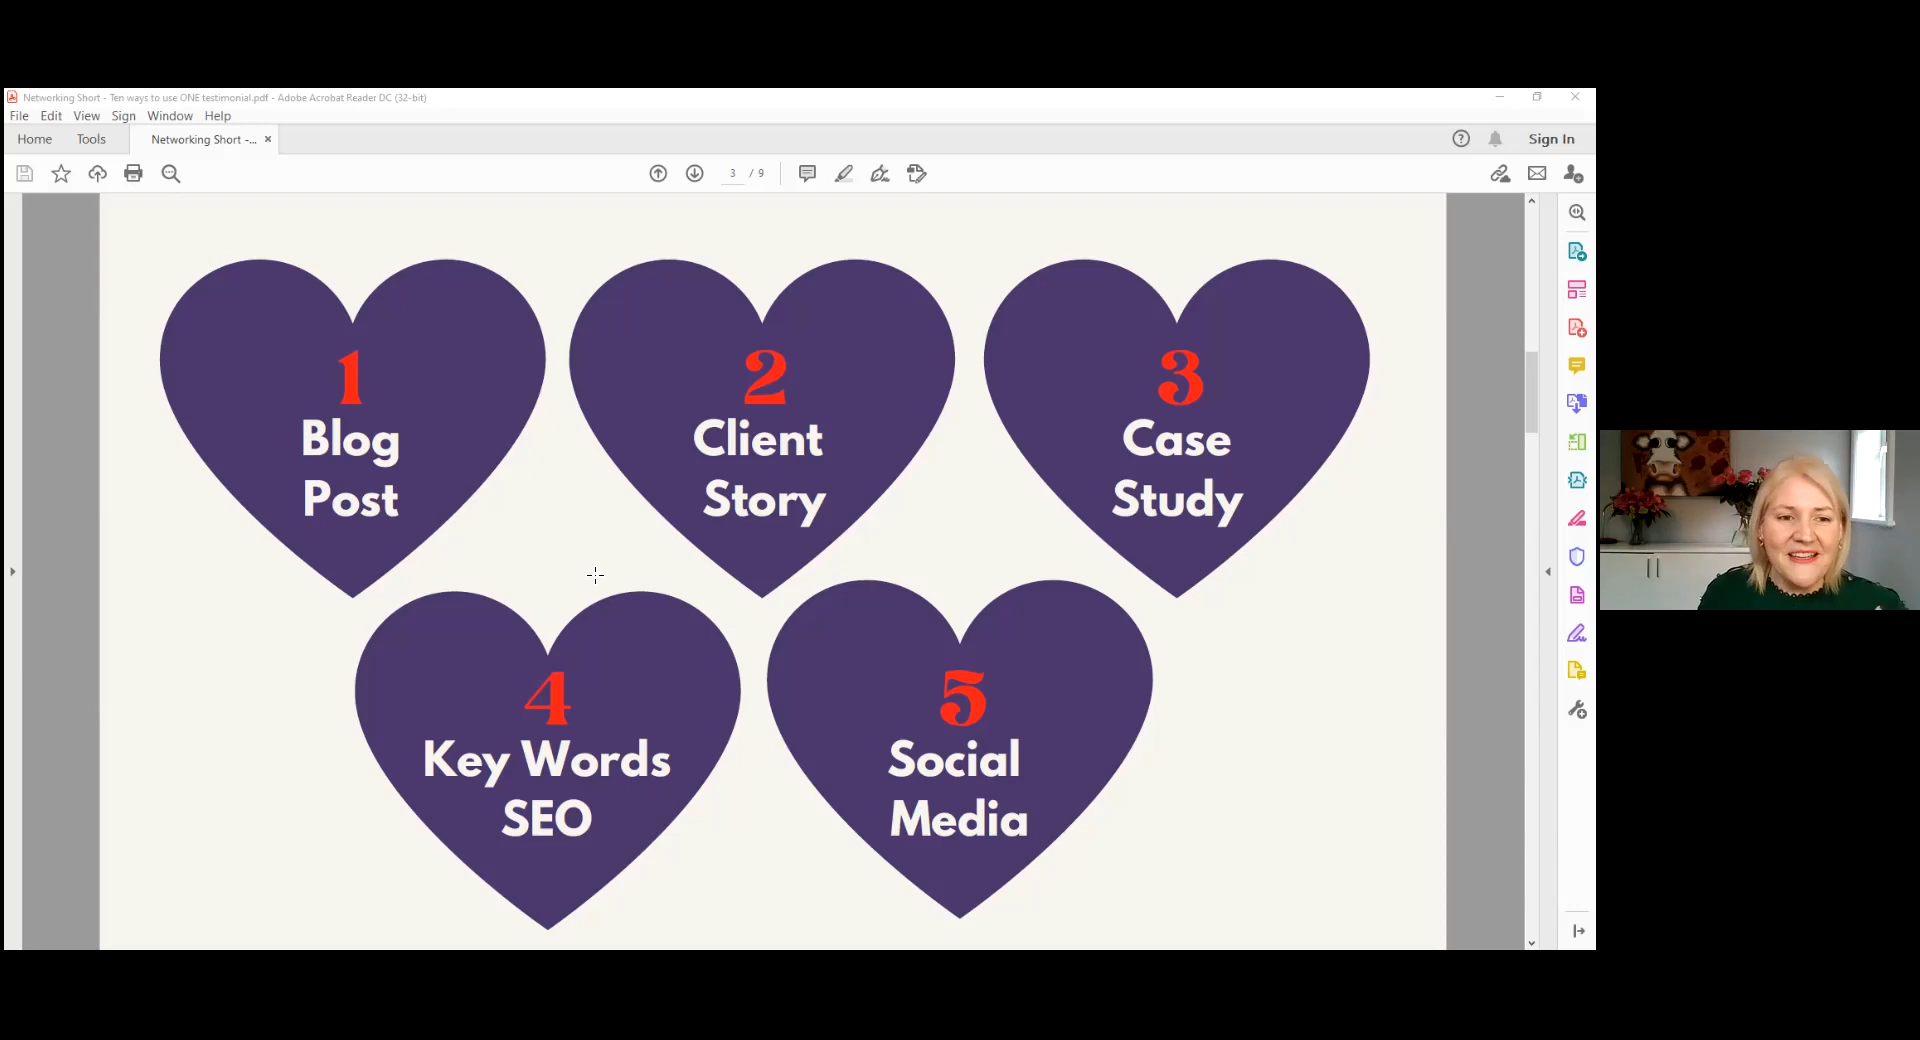 Networking Short - Ten ways to use ONE testimonial.pdf - Adobe Acrobat Reader DC (32-bit)
File Edit View Sign Window Help
Home Tools Networking Short -... × Sign In
3 / 9
1
Blog
Post
2
Client
Story
3
Case
Study
4
Key Words
SEO
5
Social
Media